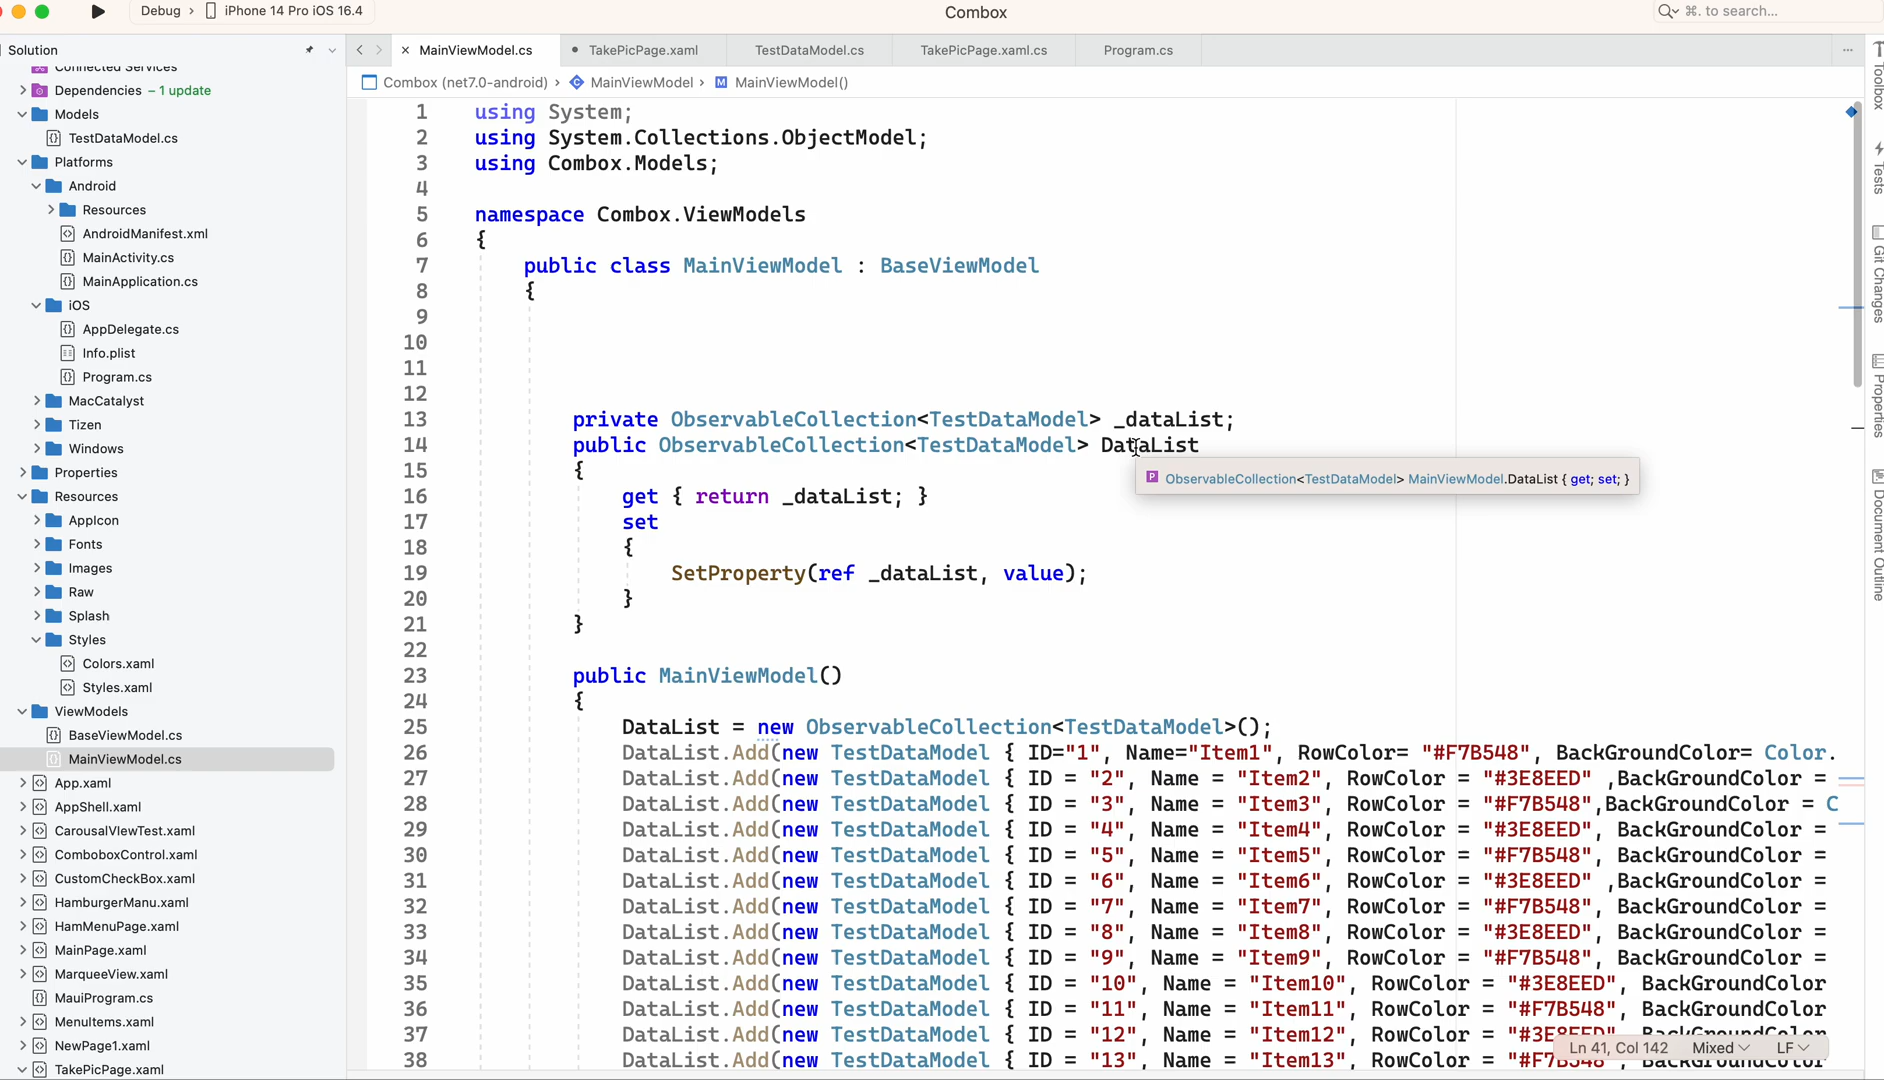 Debug › iPhone 14 Pro iOS 16.4
Combox
⌘. to search...
Solution
Connected Services
Dependencies – 1 update
Models
TestDataModel.cs
Platforms
Android
Resources
AndroidManifest.xml
MainActivity.cs
MainApplication.cs
iOS
AppDelegate.cs
Info.plist
Program.cs
MacCatalyst
Tizen
Windows
Properties
Resources
AppIcon
Fonts
Images
Raw
Splash
Styles
Colors.xaml
Styles.xaml
ViewModels
BaseViewModel.cs
MainViewModel.cs
App.xaml
AppShell.xaml
CarousalVIewTest.xaml
ComboboxControl.xaml
CustomCheckBox.xaml
HamburgerManu.xaml
HamMenuPage.xaml
MainPage.xaml
MarqueeView.xaml
MauiProgram.cs
MenuItems.xaml
NewPage1.xaml
TakePicPage.xaml
MainViewModel.cs
TakePicPage.xaml
TestDataModel.cs
TakePicPage.xaml.cs
Program.cs
Combox (net7.0-android) › MainViewModel › M MainViewModel()
1 using System;
2 using System.Collections.ObjectModel;
3 using Combox.Models;
4
5 namespace Combox.ViewModels
6 {
7 public class MainViewModel : BaseViewModel
8 {
9
10
11
12
13 private ObservableCollection<TestDataModel> _dataList;
14 public ObservableCollection<TestDataModel> DataList
15 {
P ObservableCollection<TestDataModel> MainViewModel.DataList { get; set; }
16 get { return _dataList; }
17 set
18 {
19 SetProperty(ref _dataList, value);
20 }
21 }
22
23 public MainViewModel()
24 {
25 DataList = new ObservableCollection<TestDataModel>();
26 DataList.Add(new TestDataModel { ID="1", Name="Item1", RowColor= "#F7B548", BackGroundColor= Color.
27 DataList.Add(new TestDataModel { ID = "2", Name = "Item2", RowColor = "#3E8EED" ,BackGroundColor =
28 DataList.Add(new TestDataModel { ID = "3", Name = "Item3", RowColor = "#F7B548",BackGroundColor = C
29 DataList.Add(new TestDataModel { ID = "4", Name = "Item4", RowColor = "#3E8EED", BackGroundColor =
30 DataList.Add(new TestDataModel { ID = "5", Name = "Item5", RowColor = "#F7B548", BackGroundColor =
31 DataList.Add(new TestDataModel { ID = "6", Name = "Item6", RowColor = "#3E8EED" ,BackGroundColor =
32 DataList.Add(new TestDataModel { ID = "7", Name = "Item7", RowColor = "#F7B548", BackGroundColor =
33 DataList.Add(new TestDataModel { ID = "8", Name = "Item8", RowColor = "#3E8EED", BackGroundColor =
34 DataList.Add(new TestDataModel { ID = "9", Name = "Item9", RowColor = "#F7B548", BackGroundColor =
35 DataList.Add(new TestDataModel { ID = "10", Name = "Item10", RowColor = "#3E8EED", BackGroundColor
36 DataList.Add(new TestDataModel { ID = "11", Name = "Item11", RowColor = "#F7B548", BackGroundColor
37 DataList.Add(new TestDataModel { ID = "12", Name = "Item12", RowColor = "#3E8EED", BackGroundColor
38 DataList.Add(new TestDataModel { ID = "13", Name = "Item13", RowColor =
Ln 41, Col 142 Mixed LF
Toolbox
Tests
Git Changes
Properties
Document Outline